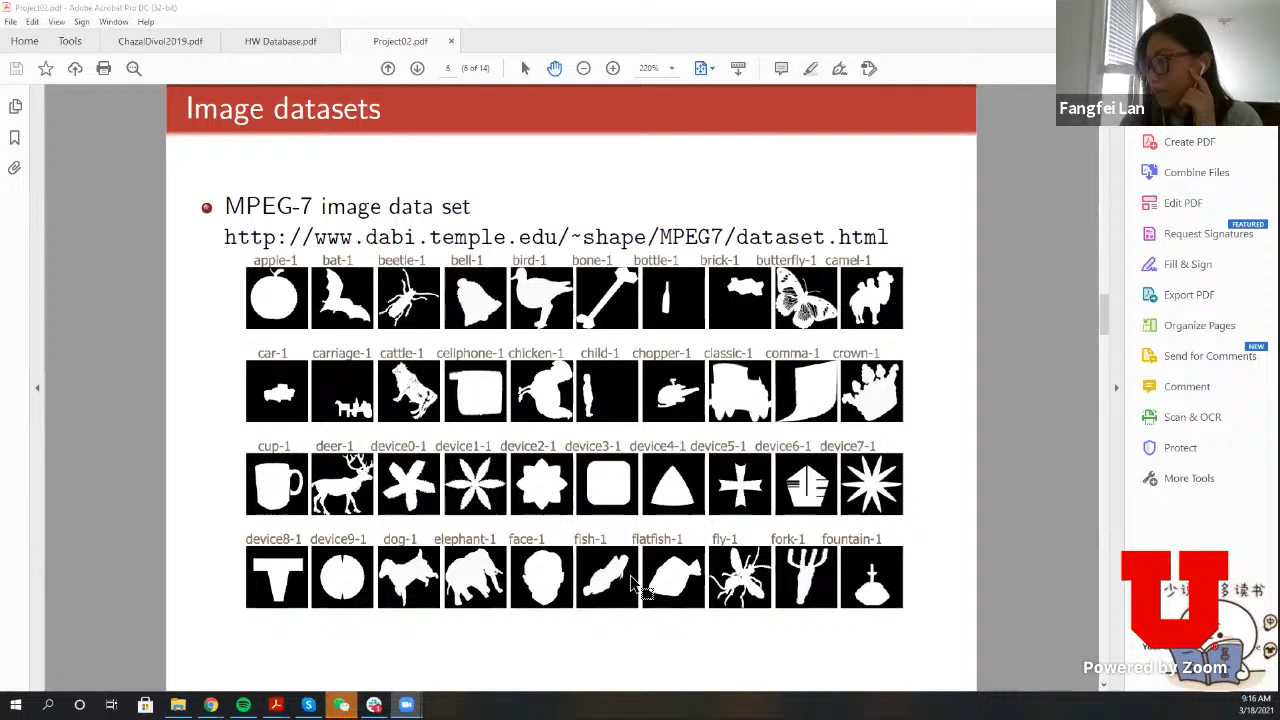 Project02.pdf - Adobe Acrobat Pro DC (32-bit)
File Edit View Sign Window Help
Home Tools ChazalDivol2019.pdf HW Database.pdf Project02.pdf
6 (6 of 14) 220%
Fangfei Lan
Image datasets
MPEG-7 image data set
http://www.dabi.temple.edu/~shape/MPEG7/dataset.html
apple-1 bat-1 beetle-1 bell-1 bird-1 bone-1 bottle-1 brick-1 butterfly-1 camel-1
car-1 carriage-1 cattle-1 cellphone-1 chicken-1 child-1 chopper-1 classic-1 comma-1 crown-1
cup-1 deer-1 device0-1 device1-1 device2-1 device3-1 device4-1 device5-1 device6-1 device7-1
device8-1 device9-1 dog-1 elephant-1 face-1 fish-1 flatfish-1 fly-1 fork-1 fountain-1
Create PDF
Combine Files
Edit PDF
FEATURED
Request Signatures
Fill & Sign
Export PDF
Organize Pages
NEW
Send for Comments
Comment
Scan & OCR
Protect
More Tools
U
多读书
Powered by Zoom
9:16 AM
3/18/2021